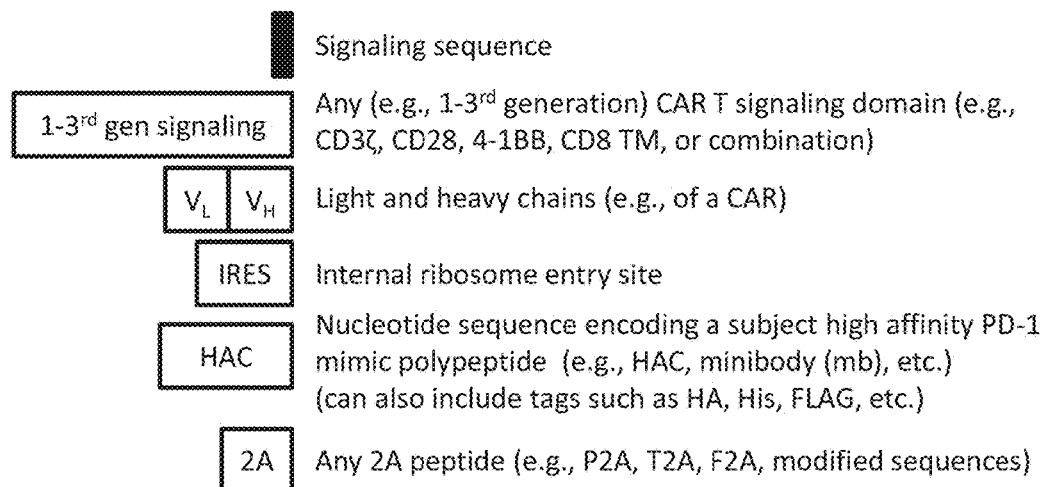 Signaling sequence
1-3rd gen signaling
Any (e.g., 1-3rd generation) CAR T signaling domain (e.g.,
CD3ζ, CD28, 4-1BB, CD8 TM, or combination)
VL VH Light and heavy chains (e.g., of a CAR)
IRES Internal ribosome entry site
HAC
Nucleotide sequence encoding a subject high affinity PD-1
mimic polypeptide (e.g., HAC, minibody (mb), etc.)
(can also include tags such as HA, His, FLAG, etc.)
2A Any 2A peptide (e.g., P2A, T2A, F2A, modified sequences)